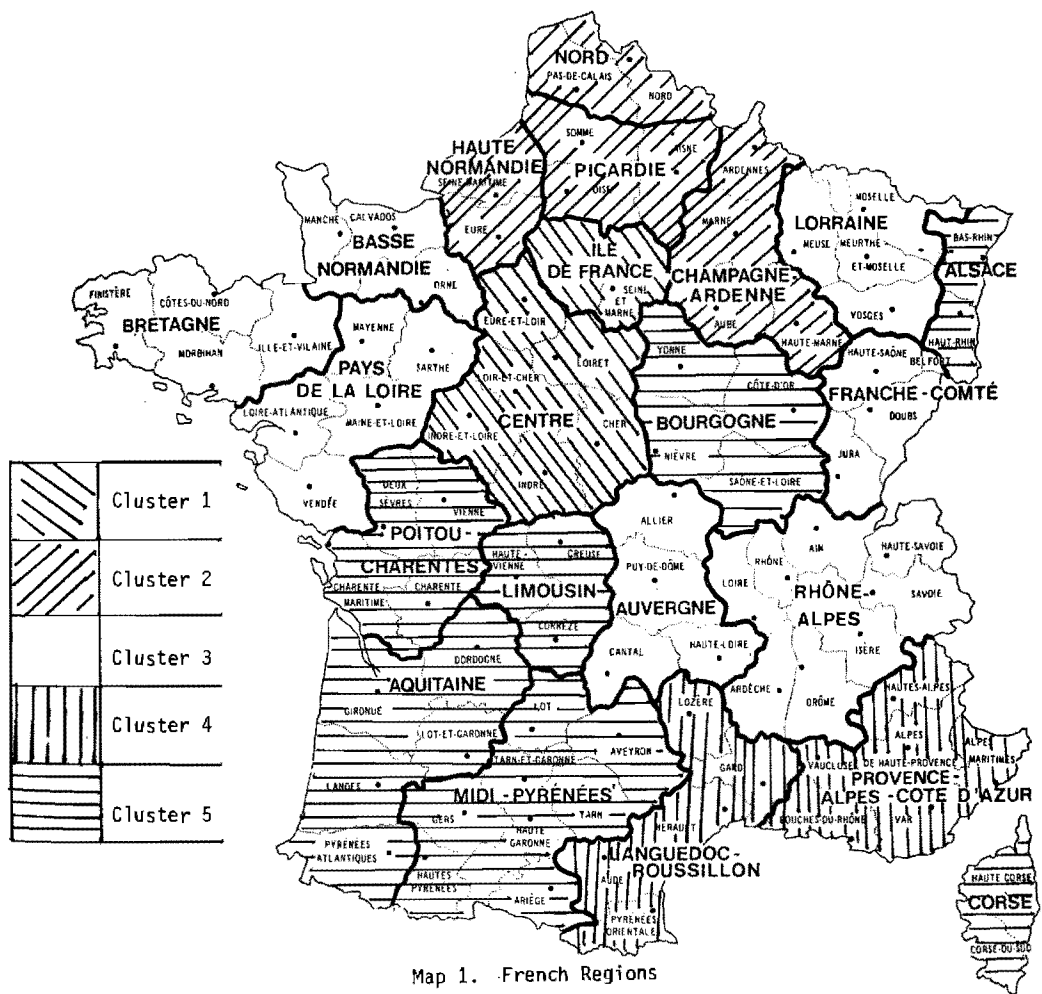 NORD
PAS-DE-CALAIS
NORD
SOMME
AISNE
HAUTE
NORMANDIE
SEINE-MARITIME
PICARDIE
OISE
ARDENNES
EURE
MARNE
MOSELLE
LORRAINE
MEUSE
MEURTHE
ET-MOSELLE
VOSGES
BAS-RHIN
ALSACE
HAUT-RHIN
MANCHE
CALVADOS
BASSE
NORMANDIE
ORNE
ILE
DE FRANCE
SEINE
ET
MARNE
CHAMPAGNE-
ARDENNE
AUBE
HAUTE-MARNE
FINISTÈRE
CÔTES-DU-NORD
BRETAGNE
MORBIHAN
ILLE-ET-VILAINE
MAYENNE
SARTHE
PAYS
DE LA LOIRE
LOIRE-ATLANTIQUE
MAINE-ET-LOIRE
VENDÉE
EURE-ET-LOIR
LOIRET
LOIR-ET-CHER
CENTRE
CHER
INDRE-ET-LOIRE
INDRE
YONNE
CÔTE-D'OR
BOURGOGNE
NIÈVRE
SAÔNE-ET-LOIRE
HAUTE-SAÔNE
BELFORT
FRANCHE-COMTÉ
DOUBS
JURA
DEUX
SÈVRES
VIENNE
POITOU-
CHARENTES
CHARENTE
MARITIME
CHARENTE
HAUTE-
VIENNE
CREUSE
LIMOUSIN
CORRÈZE
ALLIER
PUY-DE-DÔME
AUVERGNE
CANTAL
HAUTE-LOIRE
AIN
HAUTE-SAVOIE
RHÔNE
LOIRE
RHÔNE-
ALPES
SAVOIE
ISÈRE
ARDÈCHE
DRÔME
DORDOGNE
AQUITAINE
GIRONDE
LOT-ET-GARONNE
LANDES
PYRÉNÉES
ATLANTIQUES
LOT
AVEYRON
TARN-ET-GARONNE
MIDI-PYRÉNÉES
GERS
TARN
HAUTE
GARONNE
HAUTES
PYRÉNÉES
ARIÈGE
LOZÈRE
GARD
HERAULT
LANGUEDOC-
ROUSSILLON
AUDE
PYRÉNÉES
ORIENTALE
HAUTES-ALPES
ALPES
DE HAUTE-PROVENCE
ALPES
MARITIMES
VAUCLUSE
PROVENCE-
ALPES-COTE D'AZUR
BOUCHES-DU-RHÔNE
VAR
HAUTE CORSE
CORSE
CORSE-DU-SUD
Cluster 1
Cluster 2
Cluster 3
Cluster 4
Cluster 5
Map 1. French Regions